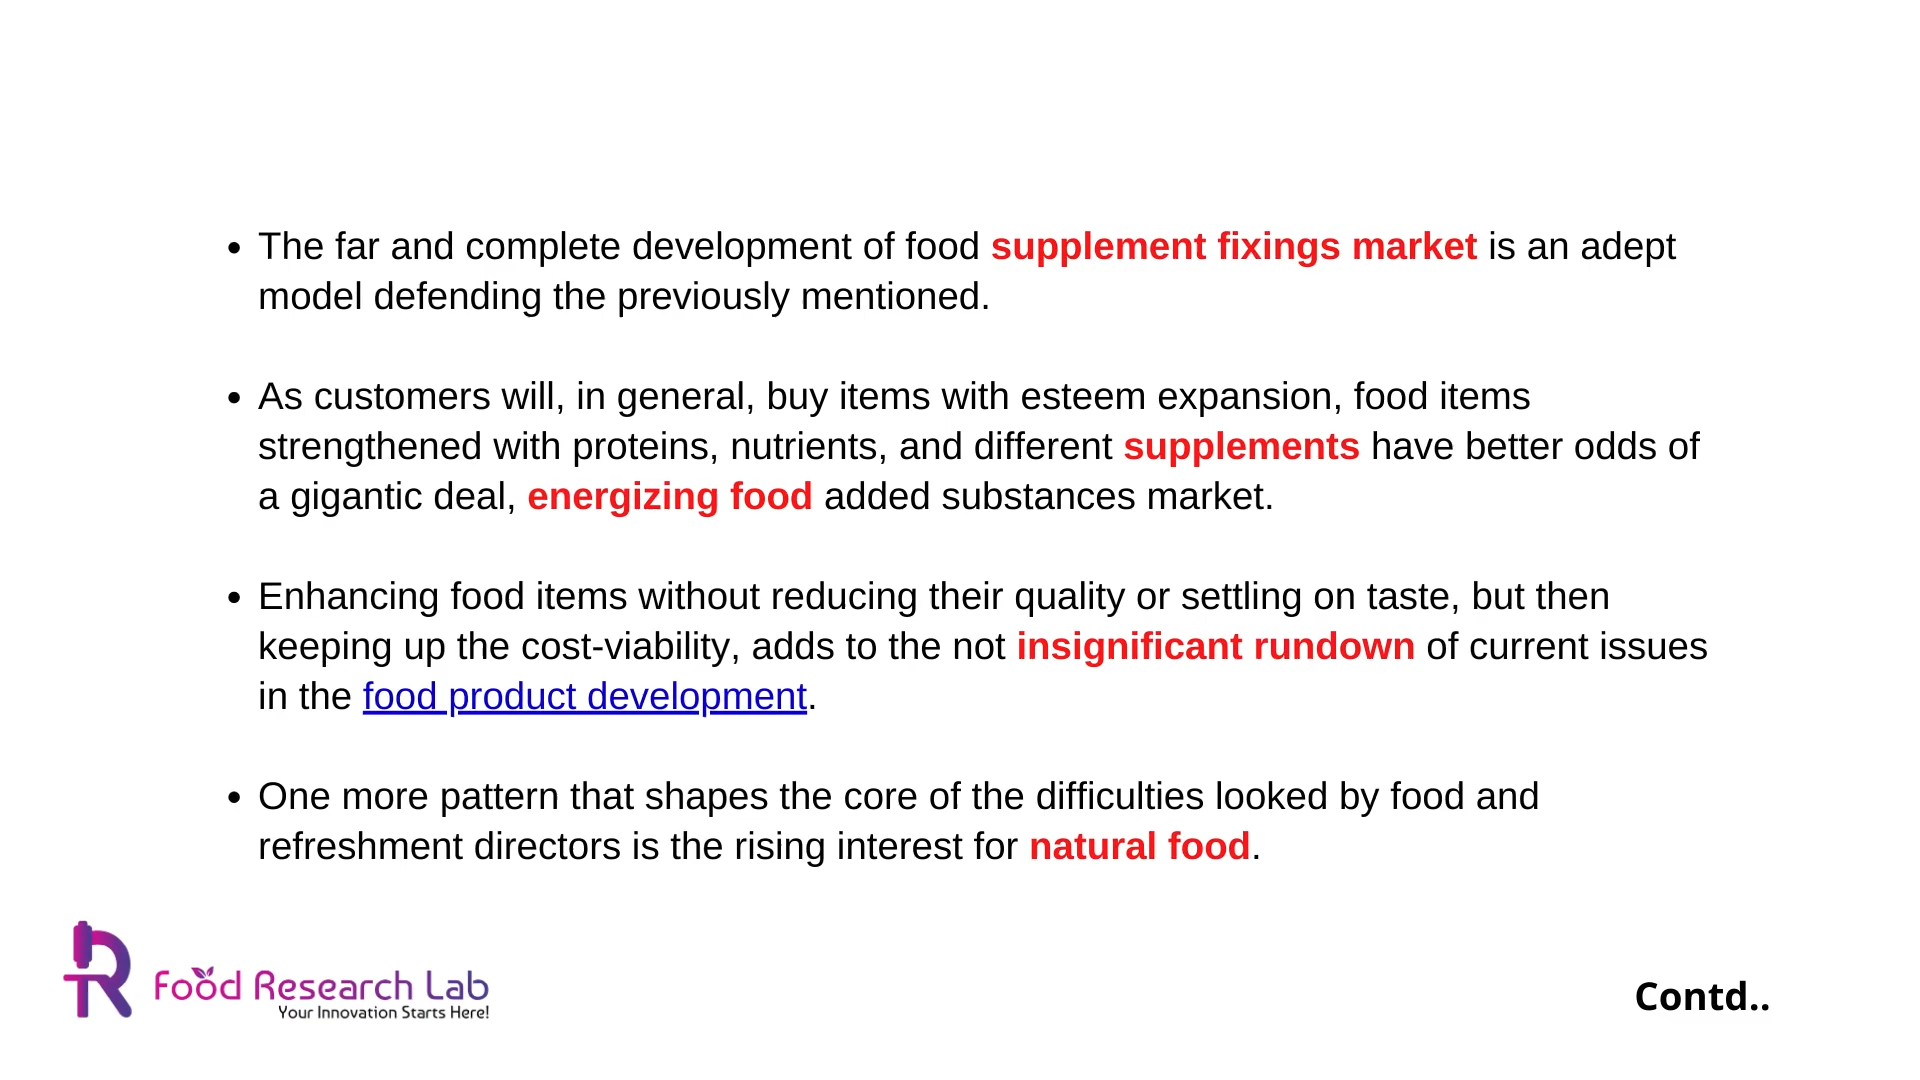 • The far and complete development of food supplement fixings market is an adept
model defending the previously mentioned.
• As customers will, in general, buy items with esteem expansion, food items
strengthened with proteins, nutrients, and different supplements have better odds of
a gigantic deal, energizing food added substances market.
• Enhancing food items without reducing their quality or settling on taste, but then
keeping up the cost-viability, adds to the not insignificant rundown of current issues
in the food product development.
• One more pattern that shapes the core of the difficulties looked by food and
refreshment directors is the rising interest for natural food.
Food Research Lab
Your Innovation Starts Here!
Contd..